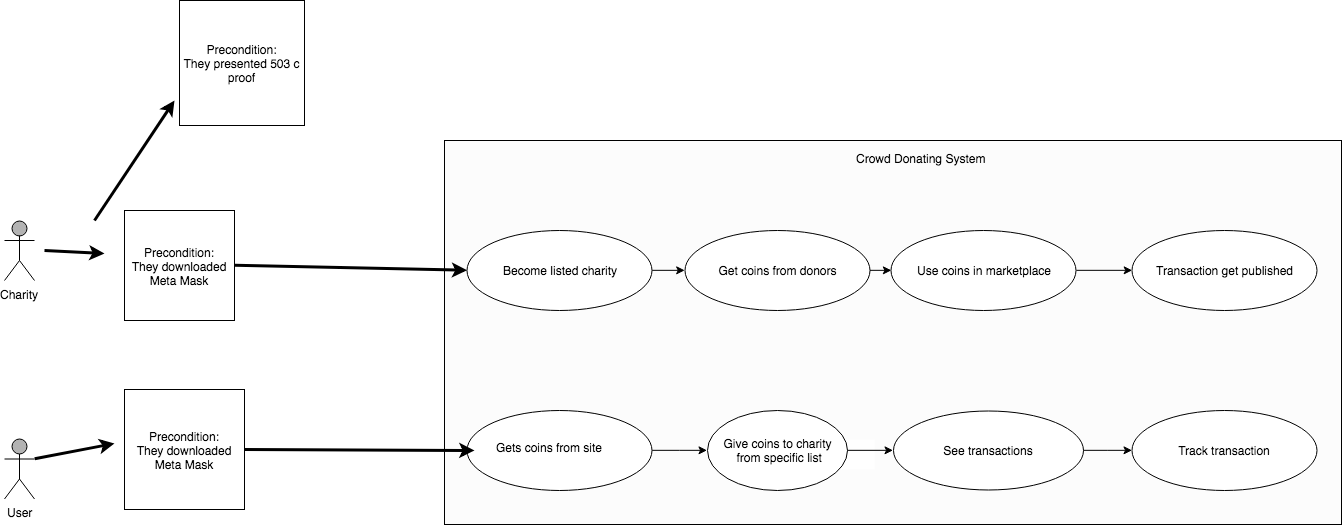 Precondition:
They presented 503 c
proof
Crowd Donating System
Charity
Precondition:
They downloaded
Meta Mask
Become listed charity
Get coins from donors
Use coins in marketplace
Transaction get published
User
Precondition:
They downloaded
Meta Mask
Gets coins from site
Give coins to charity
from specific list
See transactions
Track transaction